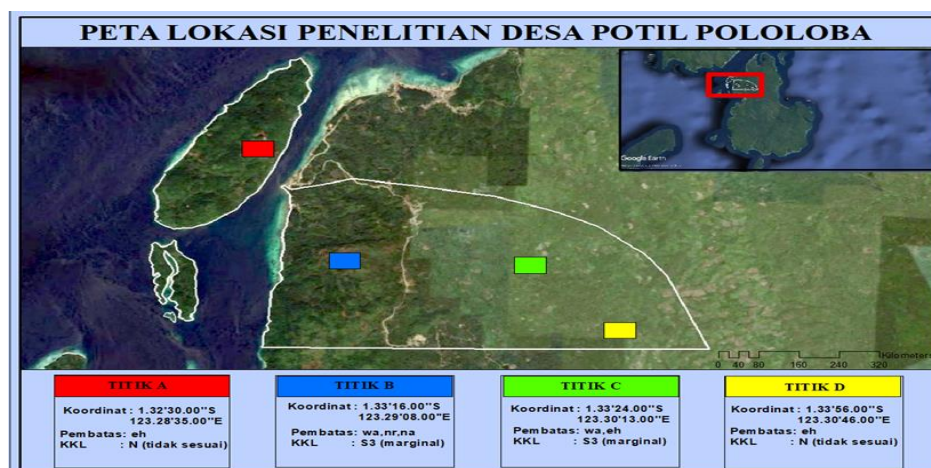 PETA LOKASI PENELITIAN DESA POTIL POLOLOBA
Google Earth
Kilometers
0 40 80 160 240 320
TITIK A
Koordinat : 1.32'30.00"S
123.28'35.00"E
Pembatas: eh
KKL : N (tidak sesuai)
TITIK B
Koordinat : 1.33'16.00"S
123.29'08.00"E
Pembatas: wa,nr,na
KKL : S3 (marginal)
TITIK C
Koordinat : 1.33'24.00"S
123.30'13.00"E
Pembatas: wa,eh
KKL : S3 (marginal)
TITIK D
Koordinat : 1.33'56.00"S
123.30'46.00"E
Pembatas: eh
KKL : N (tidak sesuai)